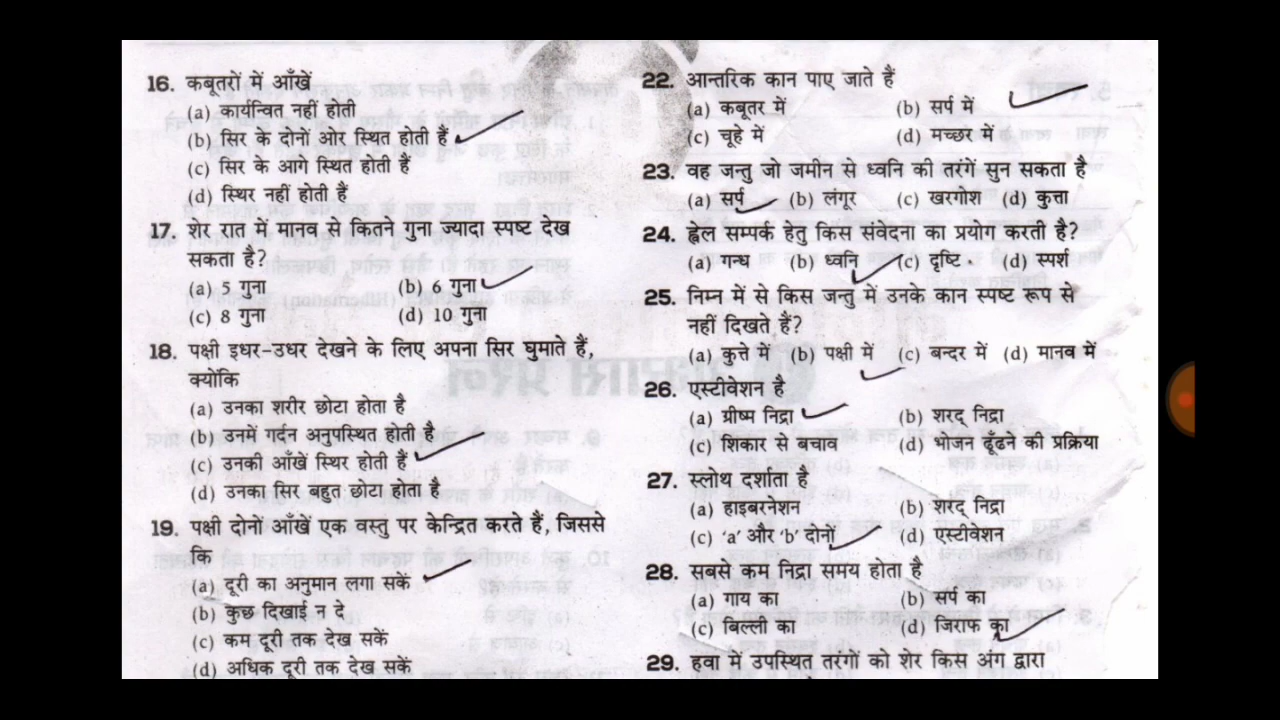 16. कबूतरों में आँखें
(a) कार्यन्वित नहीं होती
(b) सिर के दोनों ओर स्थित होती हैं
(c) सिर के आगे स्थित होती हैं
(d) स्थिर नहीं होती हैं
17. शेर रात में मानव से कितने गुना ज्यादा स्पष्ट देख
सकता है?
(a) 5 गुना (b) 6 गुना
(c) 8 गुना (d) 10 गुना
18. पक्षी इधर-उधर देखने के लिए अपना सिर घुमाते हैं,
क्योंकि
(a) उनका शरीर छोटा होता है
(b) उनमें गर्दन अनुपस्थित होती है
(c) उनकी आँखें स्थिर होती हैं
(d) उनका सिर बहुत छोटा होता है
19. पक्षी दोनों आँखें एक वस्तु पर केन्द्रित करते हैं, जिससे
कि
(a) दूरी का अनुमान लगा सकें
(b) कुछ दिखाई न दे
(c) कम दूरी तक देख सकें
(d) अधिक दूरी तक देख सकें
22. आन्तरिक कान पाए जाते हैं
(a) कबूतर में (b) सर्प में
(c) चूहे में (d) मच्छर में
23. वह जन्तु जो जमीन से ध्वनि की तरंगें सुन सकता है
(a) सर्प (b) लंगूर (c) खरगोश (d) कुत्ता
24. ह्वेल सम्पर्क हेतु किस संवेदना का प्रयोग करती है?
(a) गन्ध (b) ध्वनि (c) दृष्टि (d) स्पर्श
25. निम्न में से किस जन्तु में उनके कान स्पष्ट रूप से
नहीं दिखते हैं?
(a) कुत्ते में (b) पक्षी में (c) बन्दर में (d) मानव में
26. एस्टीवेशन है
(a) ग्रीष्म निद्रा (b) शरद् निद्रा
(c) शिकार से बचाव (d) भोजन ढूँढने की प्रक्रिया
27. स्लोथ दर्शाता है
(a) हाइबरनेशन (b) शरद् निद्रा
(c) 'a' और 'b' दोनों (d) एस्टीवेशन
28. सबसे कम निद्रा समय होता है
(a) गाय का (b) सर्प का
(c) बिल्ली का (d) जिराफ का
29. हवा में उपस्थित तरंगों को शेर किस अंग द्वारा